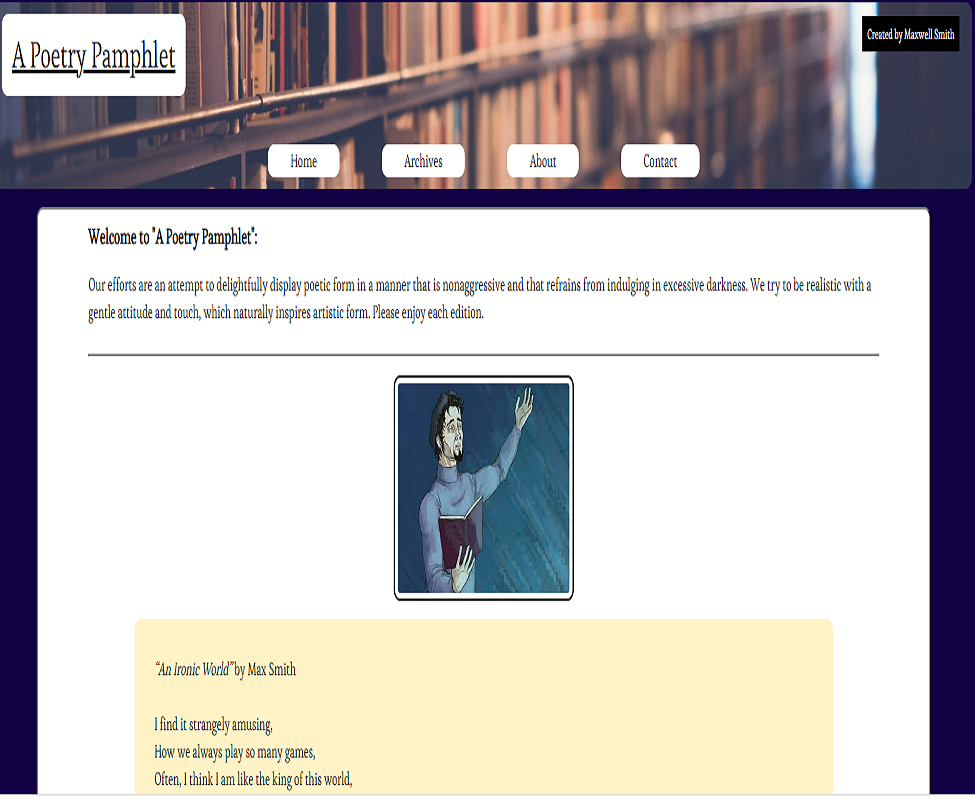 A Poetry Pamphlet
Created by Maxwell Smith
Home
Archives
About
Contact
Welcome to "A Poetry Pamphlet":
Our efforts are an attempt to delightfully display poetic form in a manner that is nonaggressive and that refrains from indulging in excessive darkness. We try to be realistic with a
gentle attitude and touch, which naturally inspires artistic form. Please enjoy each edition.
“An Ironic World” by Max Smith
I find it strangely amusing,
How we always play so many games,
Often, I think I am like the king of this world,